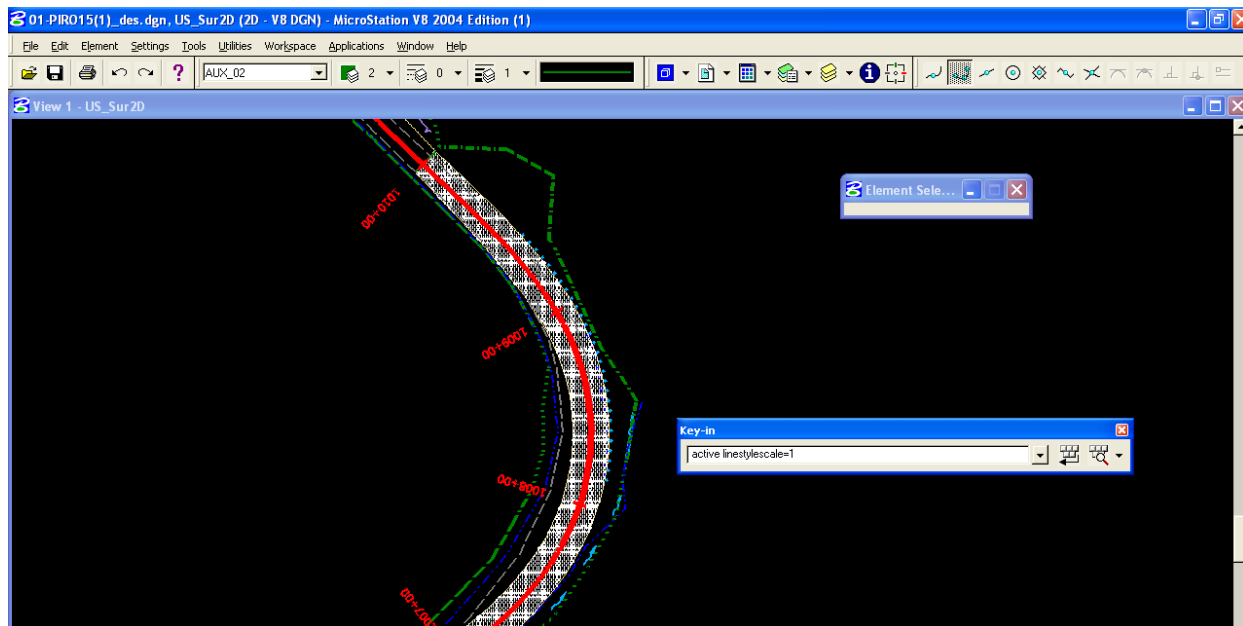 01-PIRO15(1)_des.dgn, US_Sur2D (2D - V8 DGN) - MicroStation V8 2004 Edition (1)
File Edit Element Settings Tools Utilities Workspace Applications Window Help
AUX_02 2 0 1
View 1 - US_Sur2D
1010+00
Element Sele...
1009+00
Key-in
active linestylescale=1
1008+00
1007+00